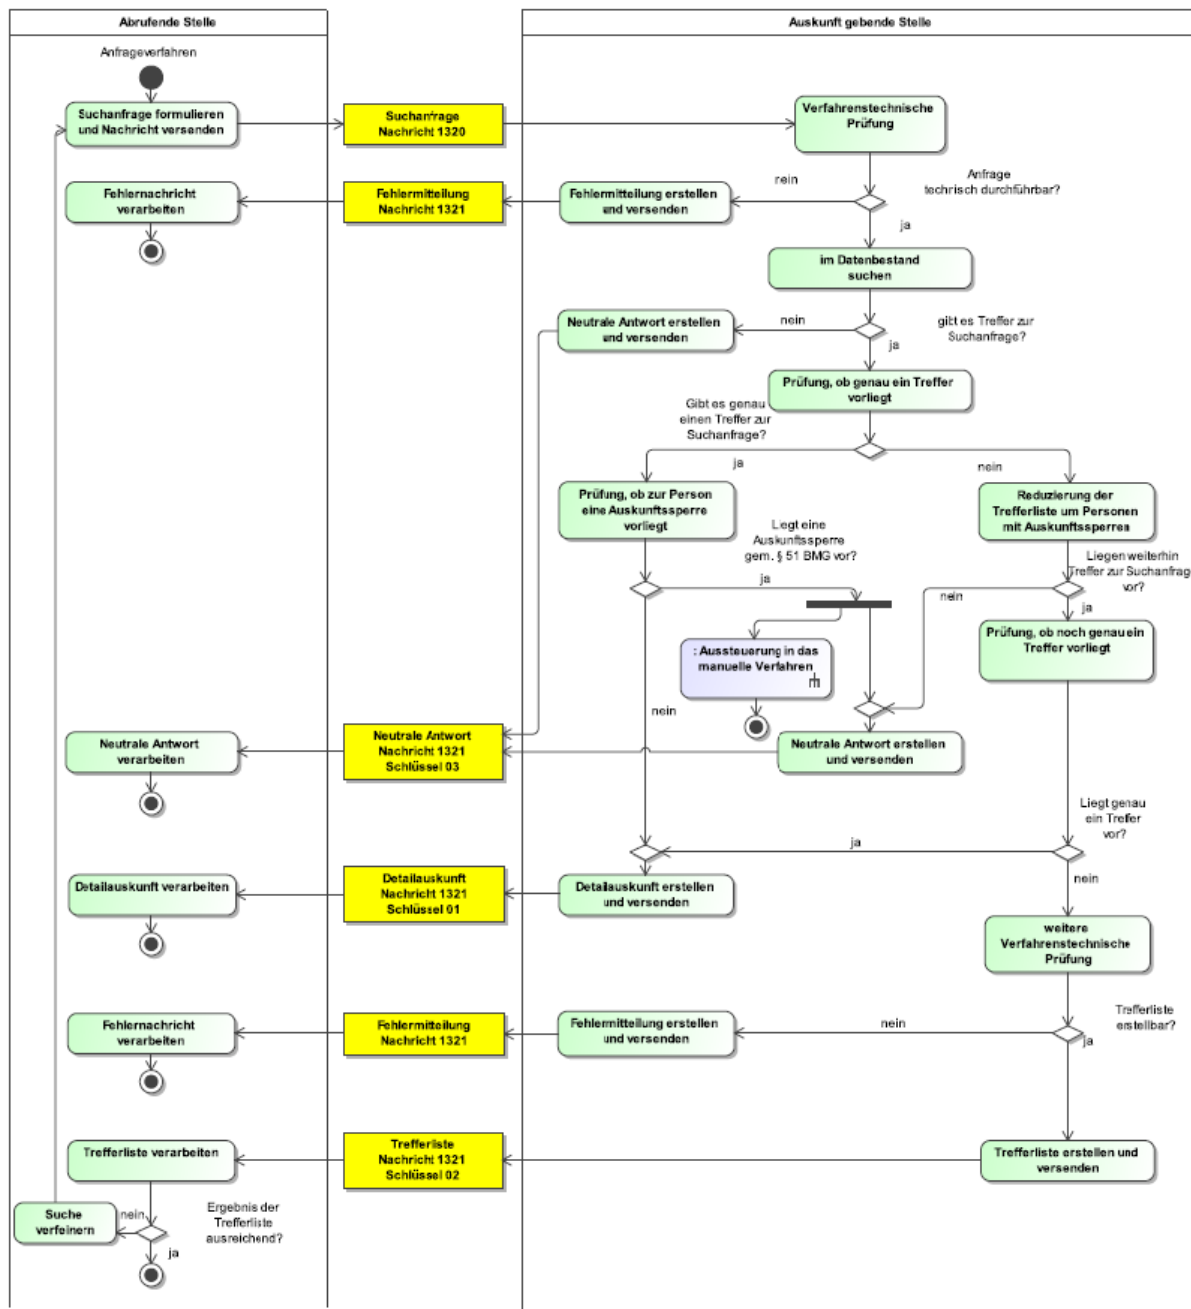 Abrufende Stelle
Auskunft gebende Stelle
Anfrageverfahren
Suchanfrage formulieren
und Nachricht versenden
Suchanfrage
Nachricht 1320
Verfahrenstechnische
Prüfung
Anfrage
technisch durchführbar?
nein
ja
Fehlernachricht
verarbeiten
Fehlermitteilung
Nachricht 1321
Fehlermitteilung erstellen
und versenden
im Datenbestand
suchen
Neutrale Antwort erstellen
und versenden
nein
ja
gibt es Treffer zur
Suchanfrage?
Prüfung, ob genau ein Treffer
vorliegt
Gibt es genau
einen Treffer zur
Suchanfrage?
ja
nein
Prüfung, ob zur Person
eine Auskunftssperre
vorliegt
Reduzierung der
Trefferliste um Personen
mit Auskunftssperren
Liegt eine
Auskunftssperre
gem. § 51 BMG vor?
ja
nein
Liegen weiterhin
Treffer zur Suchanfrage
vor?
nein
ja
: Aussteuerung in das
manuelle Verfahren
Prüfung, ob noch genau ein
Treffer vorliegt
Neutrale Antwort
verarbeiten
Neutrale Antwort
Nachricht 1321
Schlüssel 03
Neutrale Antwort erstellen
und versenden
Liegt genau
ein Treffer
vor?
ja
nein
Detailauskunft verarbeiten
Detailauskunft
Nachricht 1321
Schlüssel 01
Detailauskunft erstellen
und versenden
weitere
Verfahrenstechnische
Prüfung
Trefferliste
erstellbar?
nein
ja
Fehlernachricht
verarbeiten
Fehlermitteilung
Nachricht 1321
Fehlermitteilung erstellen
und versenden
Trefferliste verarbeiten
Trefferliste
Nachricht 1321
Schlüssel 02
Trefferliste erstellen und
versenden
Suche
verfeinern
nein
Ergebnis der
Trefferliste
ausreichend?
ja